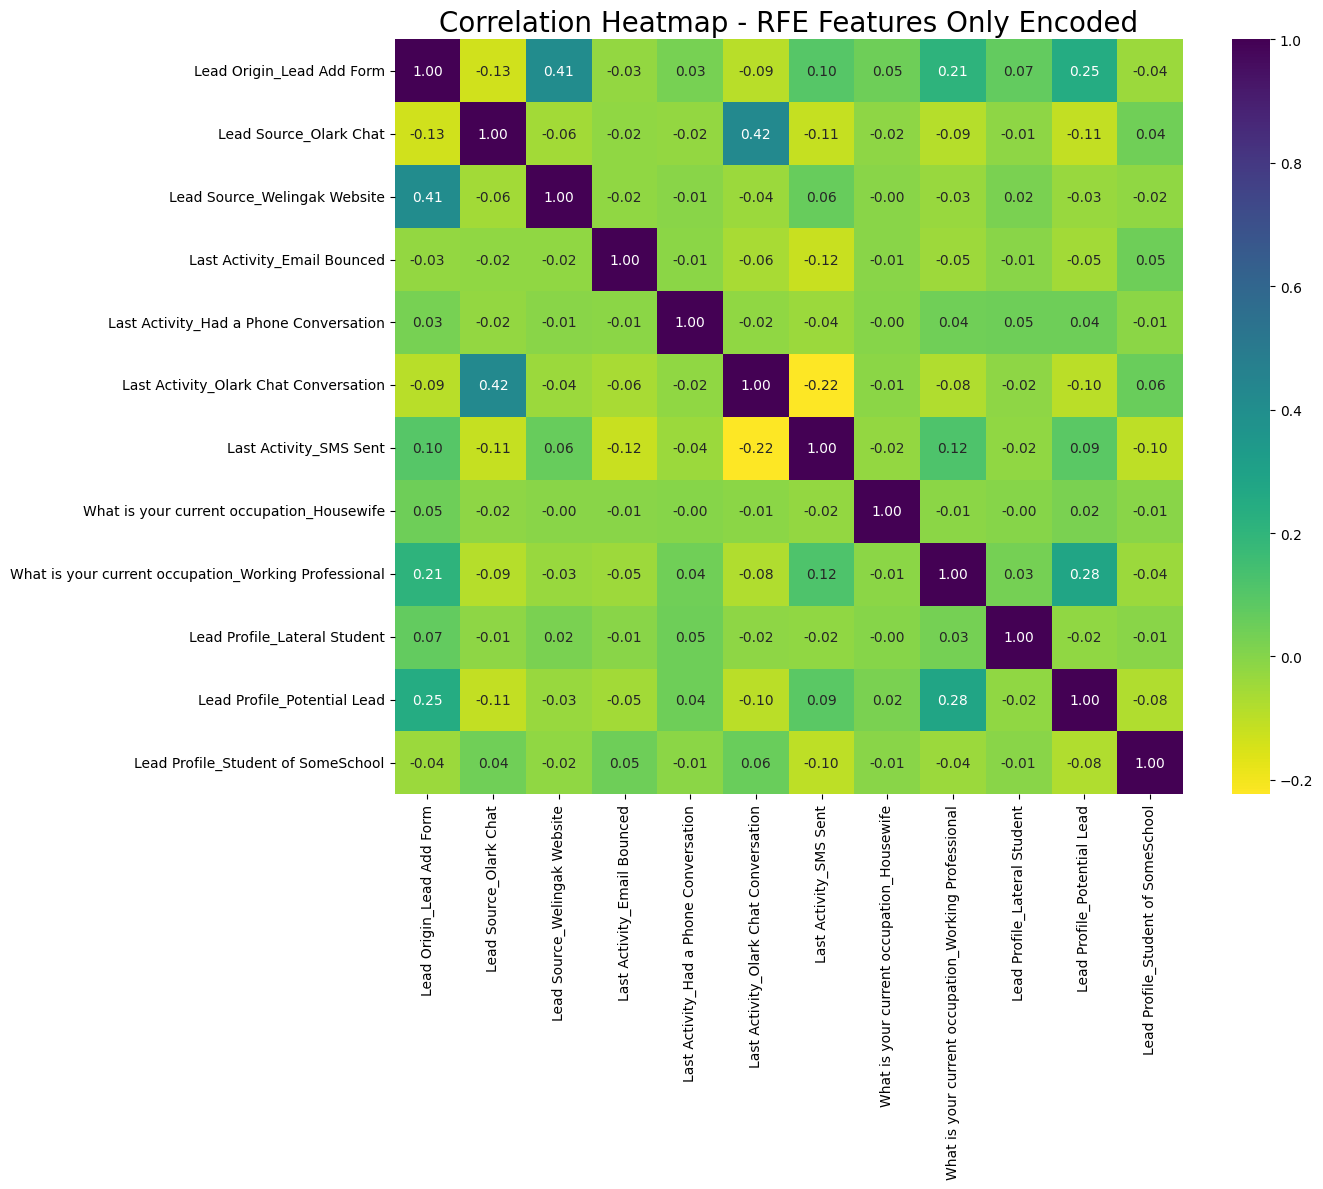 Correlation Heatmap - RFE Features Only Encoded
Lead Origin_Lead Add Form 1.00 -0.13 0.41 -0.03 0.03 -0.09 0.10 0.05 0.21 0.07 0.25 -0.04
Lead Source_Olark Chat -0.13 1.00 -0.06 -0.02 -0.02 0.42 -0.11 -0.02 -0.09 -0.01 -0.11 0.04
Lead Source_Welingak Website 0.41 -0.06 1.00 -0.02 -0.01 -0.04 0.06 -0.00 -0.03 0.02 -0.03 -0.02
Last Activity_Email Bounced -0.03 -0.02 -0.02 1.00 -0.01 -0.06 -0.12 -0.01 -0.05 -0.01 -0.05 0.05
Last Activity_Had a Phone Conversation 0.03 -0.02 -0.01 -0.01 1.00 -0.02 -0.04 -0.00 0.04 0.05 0.04 -0.01
Last Activity_Olark Chat Conversation -0.09 0.42 -0.04 -0.06 -0.02 1.00 -0.22 -0.01 -0.08 -0.02 -0.10 0.06
Last Activity_SMS Sent 0.10 -0.11 0.06 -0.12 -0.04 -0.22 1.00 -0.02 0.12 -0.02 0.09 -0.10
What is your current occupation_Housewife 0.05 -0.02 -0.00 -0.01 -0.00 -0.01 -0.02 1.00 -0.01 -0.00 0.02 -0.01
What is your current occupation_Working Professional 0.21 -0.09 -0.03 -0.05 0.04 -0.08 0.12 -0.01 1.00 0.03 0.28 -0.04
Lead Profile_Lateral Student 0.07 -0.01 0.02 -0.01 0.05 -0.02 -0.02 -0.00 0.03 1.00 -0.02 -0.01
Lead Profile_Potential Lead 0.25 -0.11 -0.03 -0.05 0.04 -0.10 0.09 0.02 0.28 -0.02 1.00 -0.08
Lead Profile_Student of SomeSchool -0.04 0.04 -0.02 0.05 -0.01 0.06 -0.10 -0.01 -0.04 -0.01 -0.08 1.00
Lead Origin_Lead Add Form
Lead Source_Olark Chat
Lead Source_Welingak Website
Last Activity_Email Bounced
Last Activity_Had a Phone Conversation
Last Activity_Olark Chat Conversation
Last Activity_SMS Sent
What is your current occupation_Housewife
What is your current occupation_Working Professional
Lead Profile_Lateral Student
Lead Profile_Potential Lead
Lead Profile_Student of SomeSchool
1.0
0.8
0.6
0.4
0.2
0.0
−0.2